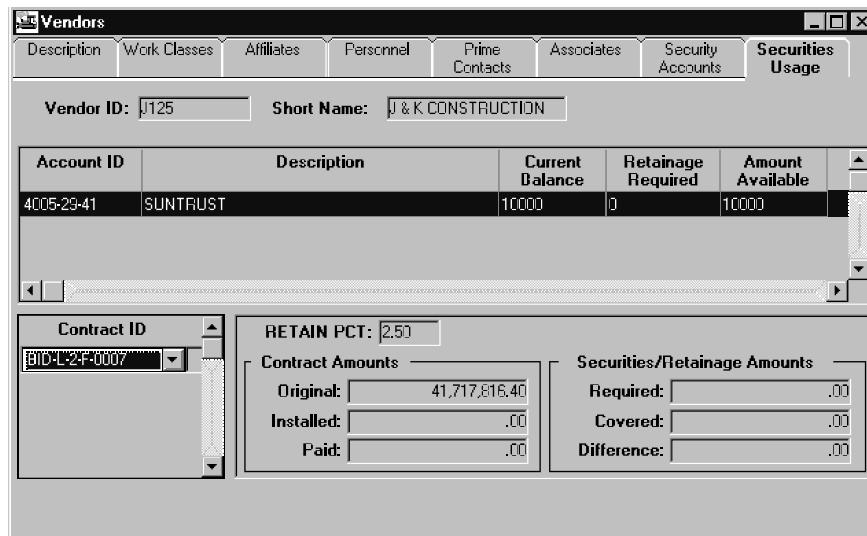 Vendors
Description Work Classes Affiliates Personnel Prime Contacts Associates Security Accounts Securities Usage
Vendor ID: J125 Short Name: J & K CONSTRUCTION
Account ID Description Current Balance Retainage Required Amount Available
4005-29-41 SUNTRUST 10000 0 10000
Contract ID
BID-L-2-F-0007
RETAIN PCT: 2.50
Contract Amounts
Original: 41,717,816.40
Installed: .00
Paid: .00
Securities/Retainage Amounts
Required: .00
Covered: .00
Difference: .00